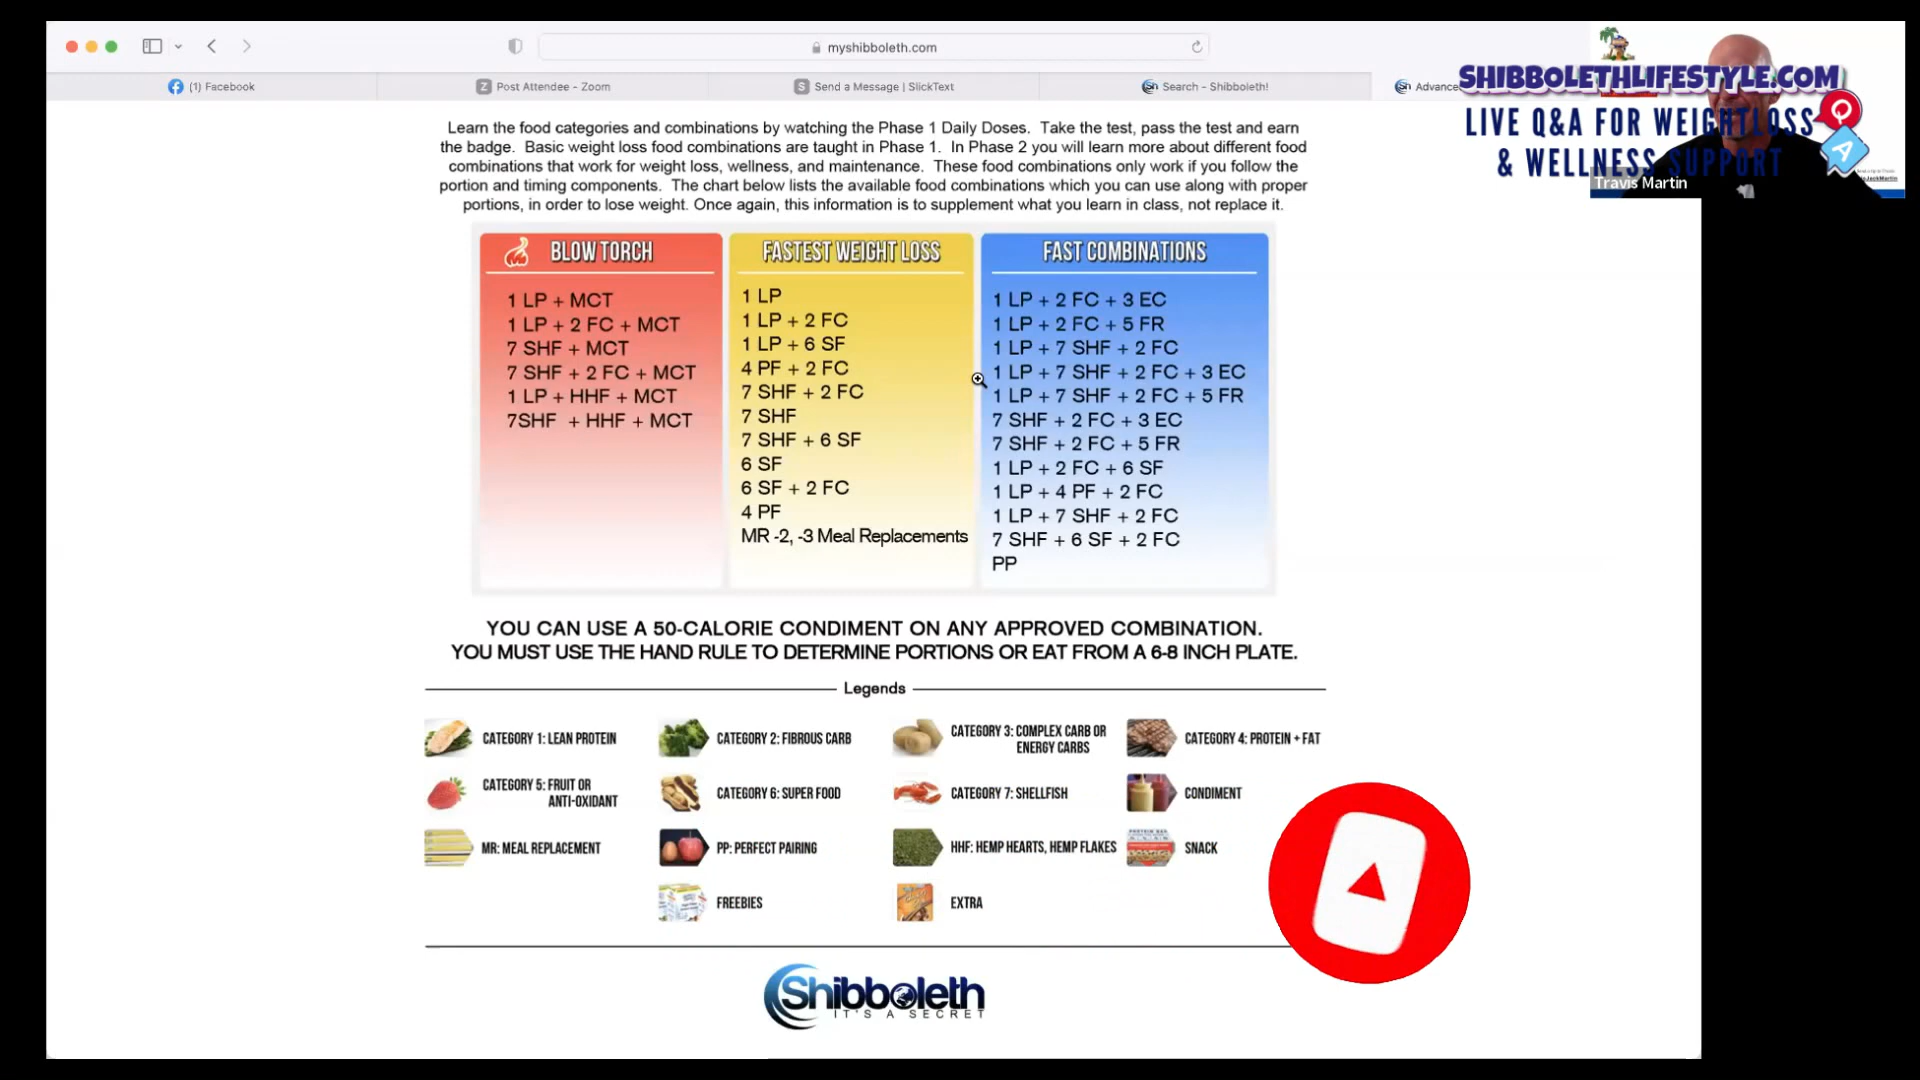 myshibboleth.com
(1) Facebook
Post Attendee - Zoom
Send a Message | SlickText
Search - Shibboleth!
Advance
SHIBBOLETHLIFESTYLE.COM
LIVE Q&A FOR WEIGHTLOSS
& WELLNESS SUPPORT
Travis Martin
Learn the food categories and combinations by watching the Phase 1 Daily Doses. Take the test, pass the test and earn
the badge. Basic weight loss food combinations are taught in Phase 1. In Phase 2 you will learn more about different food
combinations that work for weight loss, wellness, and maintenance. These food combinations only work if you follow the
portion and timing components. The chart below lists the available food combinations which you can use along with proper
portions, in order to lose weight. Once again, this information is to supplement what you learn in class, not replace it.
BLOW TORCH
1 LP + MCT
1 LP + 2 FC + MCT
7 SHF + MCT
7 SHF + 2 FC + MCT
1 LP + HHF + MCT
7SHF + HHF + MCT
FASTEST WEIGHT LOSS
1 LP
1 LP + 2 FC
1 LP + 6 SF
4 PF + 2 FC
7 SHF + 2 FC
7 SHF
7 SHF + 6 SF
6 SF
6 SF + 2 FC
4 PF
MR -2, -3 Meal Replacements
FAST COMBINATIONS
1 LP + 2 FC + 3 EC
1 LP + 2 FC + 5 FR
1 LP + 7 SHF + 2 FC
1 LP + 7 SHF + 2 FC + 3 EC
1 LP + 7 SHF + 2 FC + 5 FR
7 SHF + 2 FC + 3 EC
7 SHF + 2 FC + 5 FR
1 LP + 2 FC + 6 SF
1 LP + 4 PF + 2 FC
1 LP + 7 SHF + 2 FC
7 SHF + 6 SF + 2 FC
PP
YOU CAN USE A 50-CALORIE CONDIMENT ON ANY APPROVED COMBINATION.
YOU MUST USE THE HAND RULE TO DETERMINE PORTIONS OR EAT FROM A 6-8 INCH PLATE.
Legends
CATEGORY 1: LEAN PROTEIN
CATEGORY 2: FIBROUS CARB
CATEGORY 3: COMPLEX CARB OR
ENERGY CARBS
CATEGORY 4: PROTEIN + FAT
CATEGORY 5: FRUIT OR
ANTI-OXIDANT
CATEGORY 6: SUPER FOOD
CATEGORY 7: SHELLFISH
CONDIMENT
MR: MEAL REPLACEMENT
PP: PERFECT PAIRING
HHF: HEMP HEARTS, HEMP FLAKES
SNACK
FREEBIES
EXTRA
Shibboleth
IT'S A SECRET